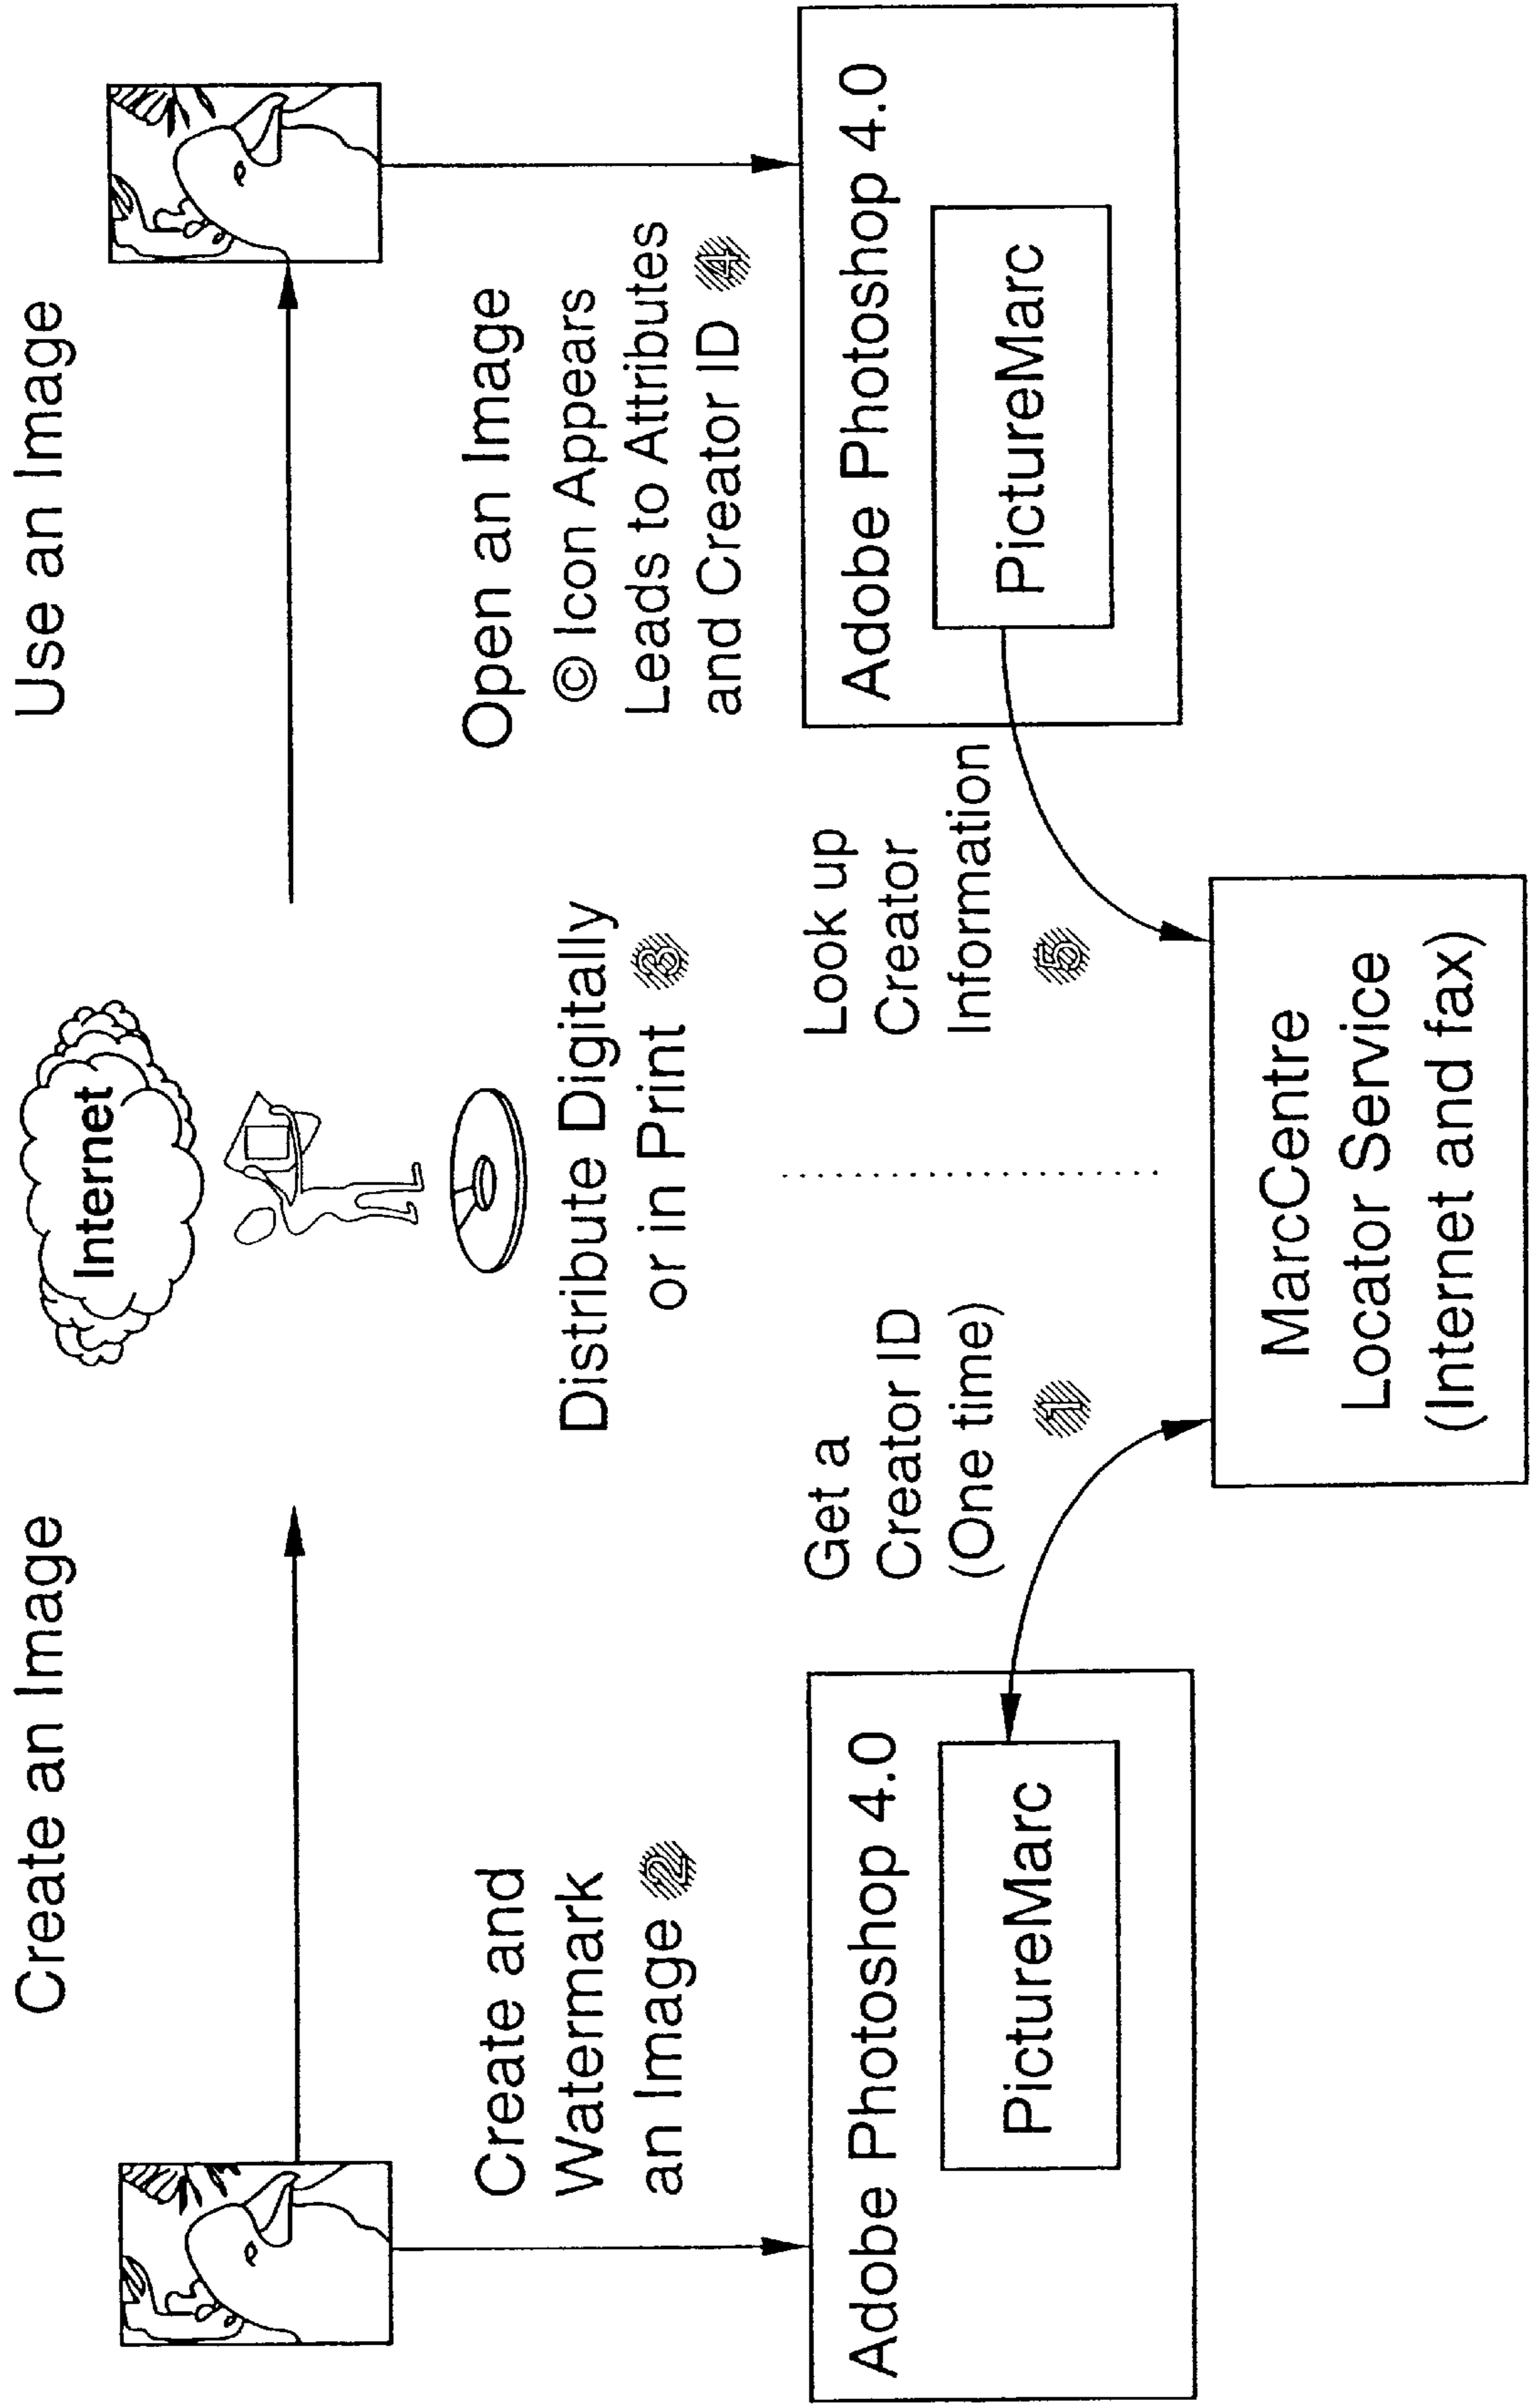 Create an Image
Use an Image
Internet
Create and
Watermark
an Image 2
Distribute Digitally
or in Print 3
Open an Image
© Icon Appears
Leads to Attributes
and Creator ID 4
Adobe Photoshop 4.0
PictureMarc
Get a
Creator ID
(One time)
1
Look up
Creator
Information
5
Adobe Photoshop 4.0
PictureMarc
MarcCentre
Locator Service
(Internet and fax)